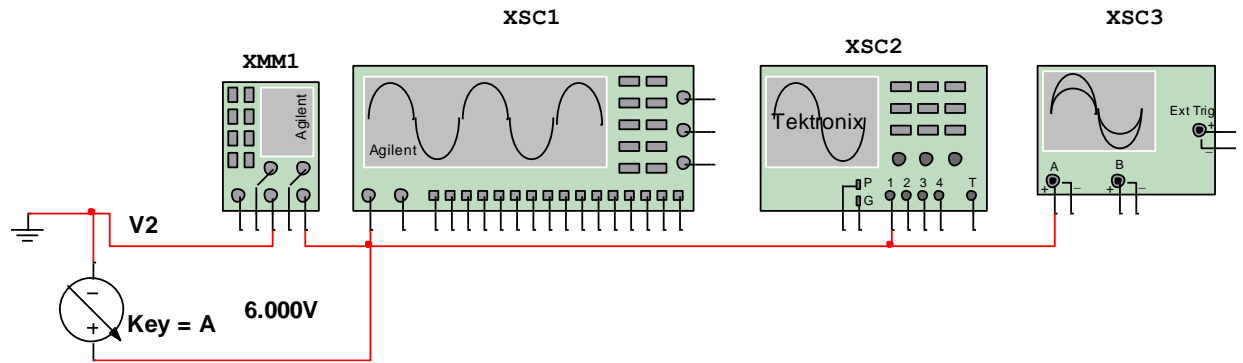 XSC1
XSC3
XSC2
XMM1
Agilent
Agilent
Tektronix
Ext Trig
+
−
A
B
+
−
+
−
P
G
1 2 3 4 T
V2
−
+
Key = A
6.000V